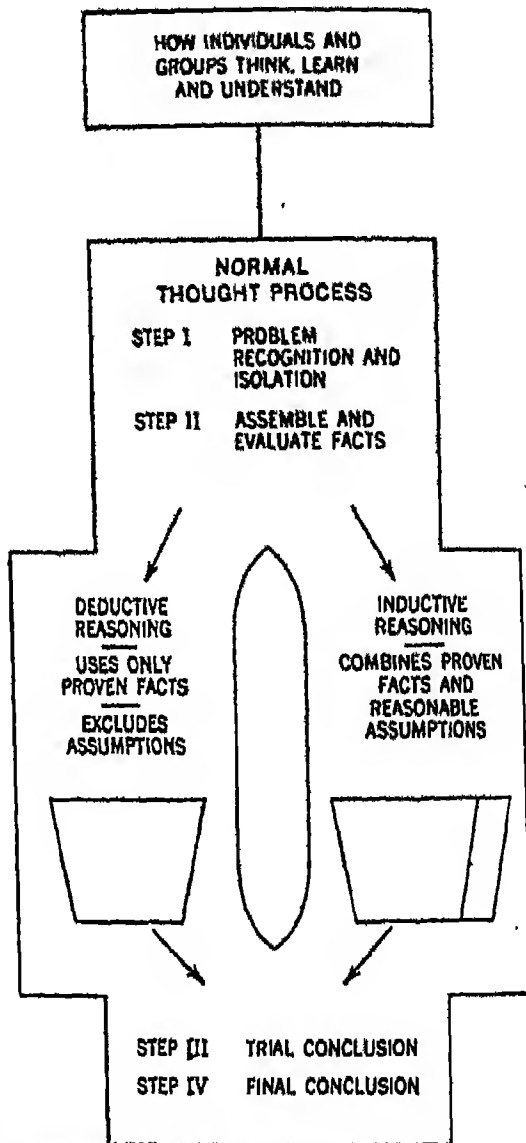 HOW INDIVIDUALS AND
GROUPS THINK, LEARN
AND UNDERSTAND
NORMAL
THOUGHT PROCESS
STEP I PROBLEM
RECOGNITION AND
ISOLATION
STEP II ASSEMBLE AND
EVALUATE FACTS
DEDUCTIVE
REASONING
USES ONLY
PROVEN FACTS
EXCLUDES
ASSUMPTIONS
INDUCTIVE
REASONING
COMBINES PROVEN
FACTS AND
REASONABLE
ASSUMPTIONS
STEP III TRIAL CONCLUSION
STEP IV FINAL CONCLUSION